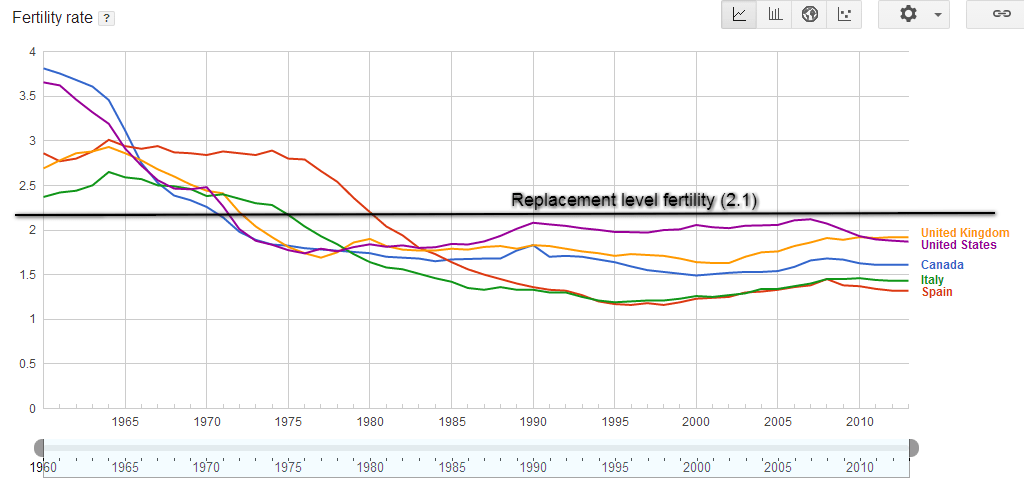 Fertility rate ?
4
3.5
3
2.5
Replacement level fertility (2.1)
2
1.5
1
0.5
0
United Kingdom
United States
Canada
Italy
Spain
1965 1970 1975 1980 1985 1990 1995 2000 2005 2010
1960 1965 1970 1975 1980 1985 1990 1995 2000 2005 2010